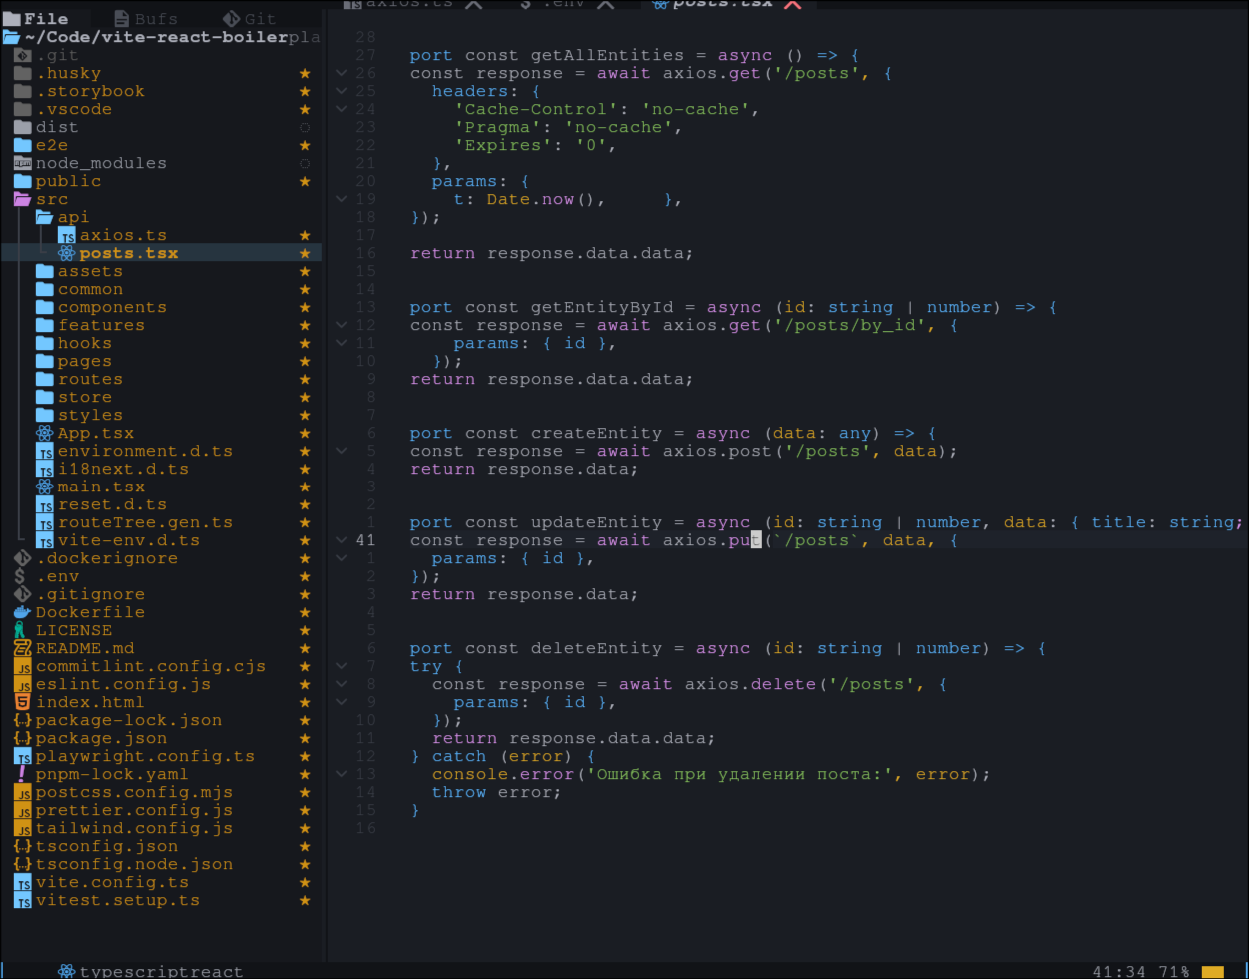 axios.ts .env posts.tsx
File Bufs Git
~/Code/vite-react-boilerpla
.git
.husky
.storybook
.vscode
dist
e2e
node_modules
public
src
api
axios.ts
posts.tsx
assets
common
components
features
hooks
pages
routes
store
styles
App.tsx
environment.d.ts
i18next.d.ts
main.tsx
reset.d.ts
routeTree.gen.ts
vite-env.d.ts
.dockerignore
.env
.gitignore
Dockerfile
LICENSE
README.md
commitlint.config.cjs
eslint.config.js
index.html
package-lock.json
package.json
playwright.config.ts
pnpm-lock.yaml
postcss.config.mjs
prettier.config.js
tailwind.config.js
tsconfig.json
tsconfig.node.json
vite.config.ts
vitest.setup.ts
28
27 port const getAllEntities = async () => {
26 const response = await axios.get('/posts', {
25 headers: {
24 'Cache-Control': 'no-cache',
23 'Pragma': 'no-cache',
22 'Expires': '0',
21 },
20 params: {
19 t: Date.now(), },
18 });
17
16 return response.data.data;
15
14
13 port const getEntityById = async (id: string | number) => {
12 const response = await axios.get('/posts/by_id', {
11 params: { id },
10 });
9 return response.data.data;
8
7
6 port const createEntity = async (data: any) => {
5 const response = await axios.post('/posts', data);
4 return response.data;
3
2
1 port const updateEntity = async (id: string | number, data: { title: string;
41 const response = await axios.put(`/posts`, data, {
1 params: { id },
2 });
3 return response.data;
4
5
6 port const deleteEntity = async (id: string | number) => {
7 try {
8 const response = await axios.delete('/posts', {
9 params: { id },
10 });
11 return response.data.data;
12 } catch (error) {
13 console.error('Ошибка при удалении поста:', error);
14 throw error;
15 }
16
typescriptreact 41:34 71%